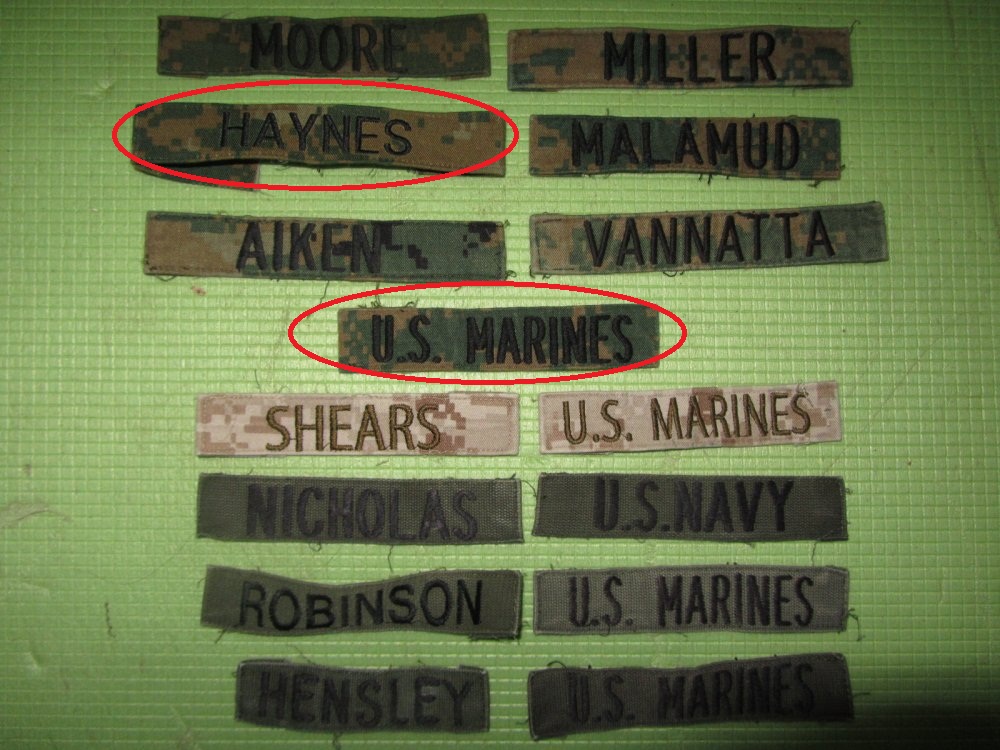 MOORE
MILLER
HAYNES
MALAMUD
AIKEN
VANNATTA
U.S. MARINES
SHEARS
U.S. MARINES
NICHOLAS
U.S.NAVY
ROBINSON
U.S. MARINES
HENSLEY
U.S. MARINES